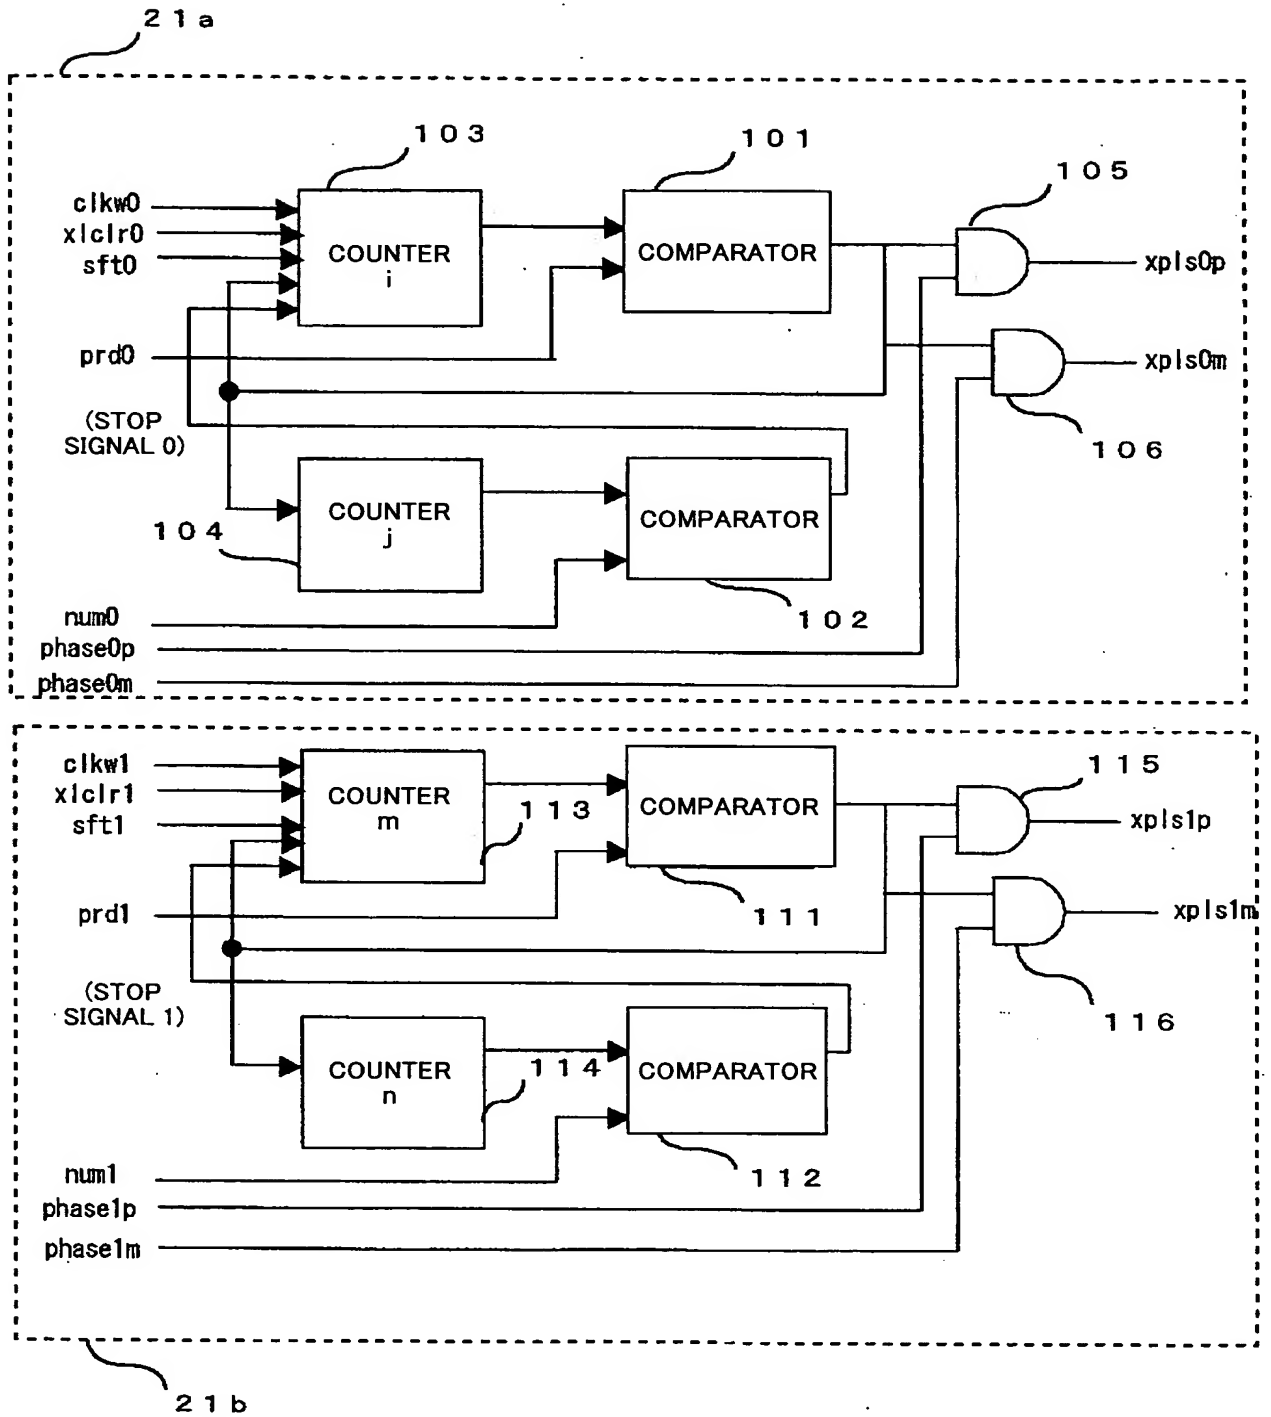 21a
103
101
105
clkw0
xlclr0
sft0
COUNTER
i
COMPARATOR
xpls0p
prd0
xpls0m
(STOP
SIGNAL 0)
106
104
COUNTER
j
COMPARATOR
102
num0
phase0p
phase0m
clkw1
xlclr1
sft1
COUNTER
m
113
COMPARATOR
115
xpls1p
prd1
111
xpls1m
(STOP
SIGNAL 1)
116
COUNTER
n
114
COMPARATOR
112
num1
phase1p
phase1m
21b